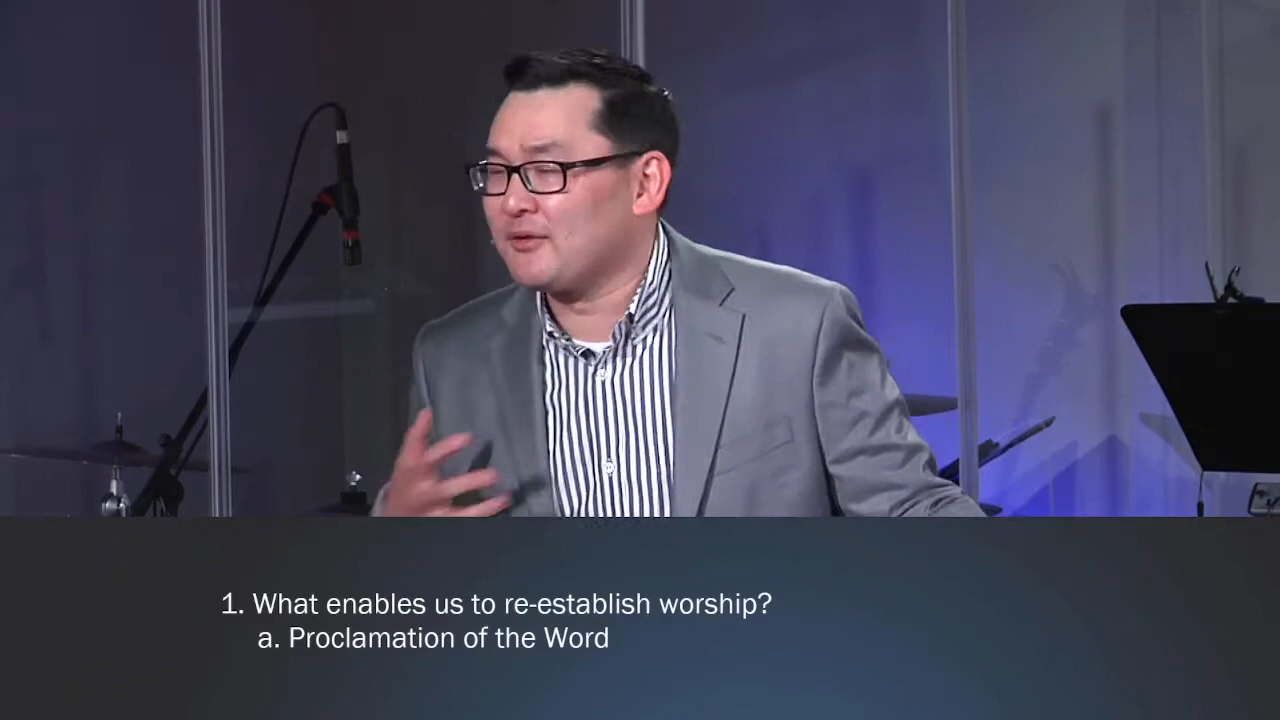 1. What enables us to re-establish worship?
a. Proclamation of the Word